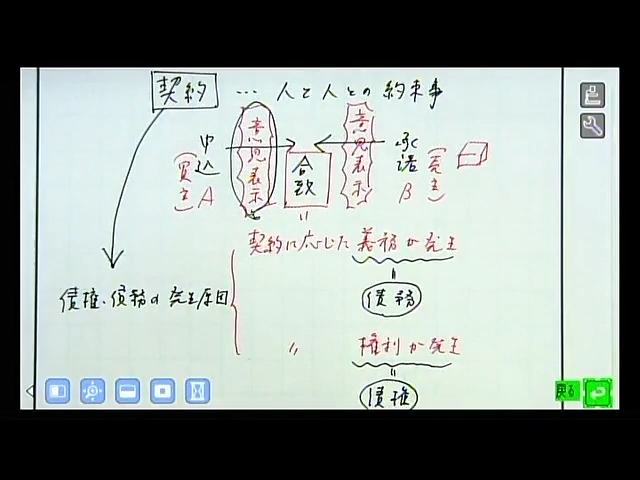 契約 … 人と人との約束事
申込 意思表示 合致 意思表示 承諾
(買主) A B (売主)
契約に応じた義務が発生
債務
債権・債務の発生原因
〃 権利が発生
債権
戻る